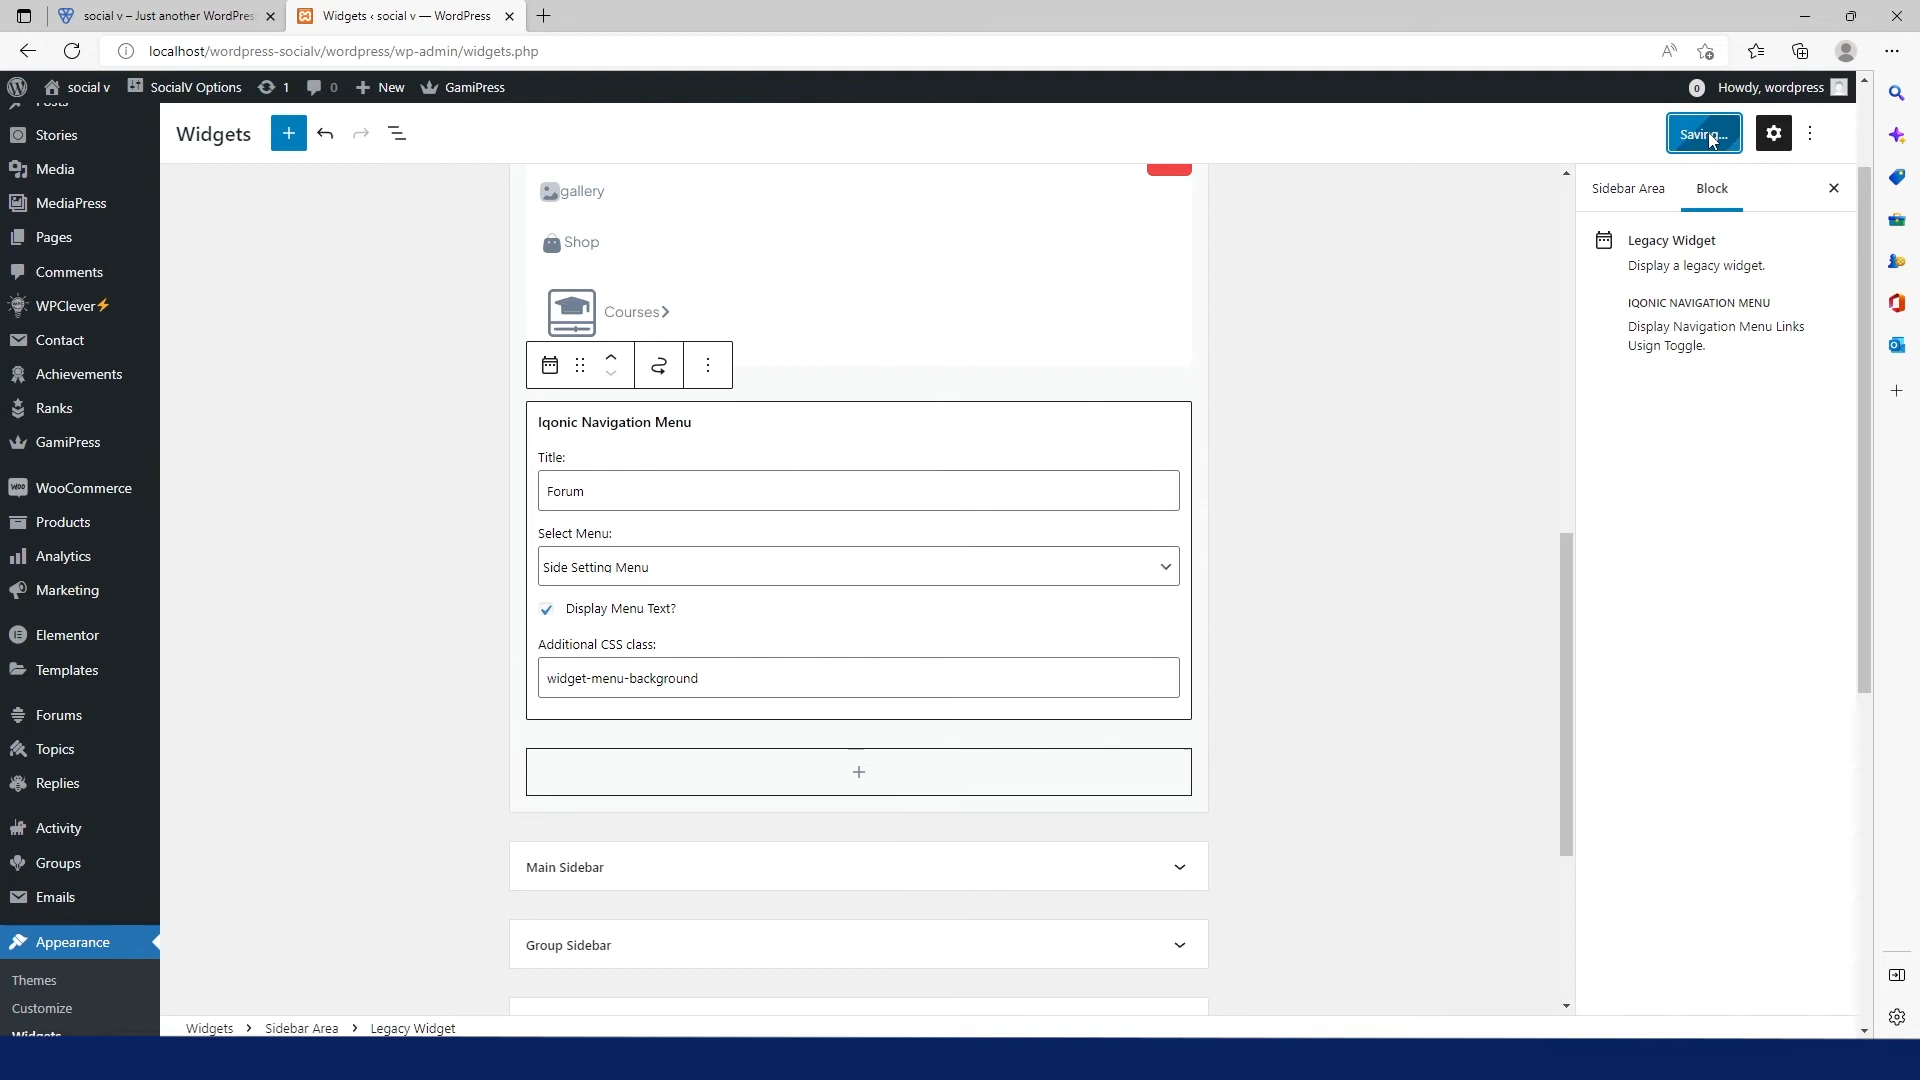 social v – Just another WordPres
Widgets ‹ social v — WordPress
localhost/wordpress-socialv/wordpress/wp-admin/widgets.php
social v
SocialV Options
1
0
New
GamiPress
0
Howdy, wordpress
Posts
Stories
Media
MediaPress
Pages
Comments
WPClever⚡
Contact
Achievements
Ranks
GamiPress
WooCommerce
Products
Analytics
Marketing
Elementor
Templates
Forums
Topics
Replies
Activity
Groups
Emails
Appearance
Themes
Customize
Widgets
Widgets
Saving...
gallery
Shop
Courses
Iqonic Navigation Menu
Title:
Forum
Select Menu:
Side Setting Menu
Display Menu Text?
Additional CSS class:
widget-menu-background
Main Sidebar
Group Sidebar
Widgets > Sidebar Area > Legacy Widget
Sidebar Area
Block
Legacy Widget
Display a legacy widget.
IQONIC NAVIGATION MENU
Display Navigation Menu Links
Usign Toggle.